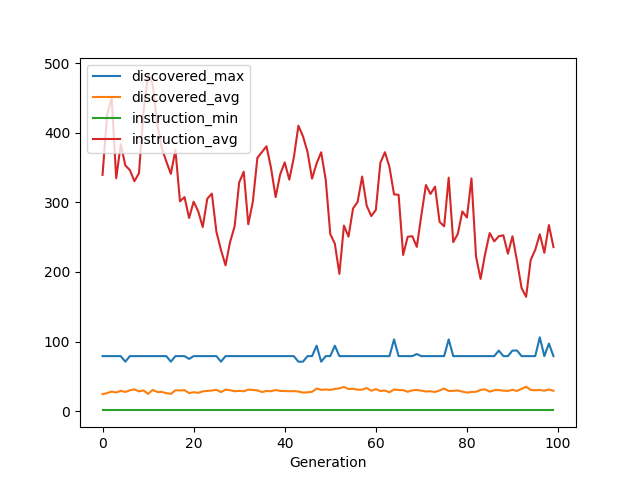 500
400
300
200
100
0
discovered_max
discovered_avg
instruction_min
instruction_avg
0 20 40 60 80 100
Generation